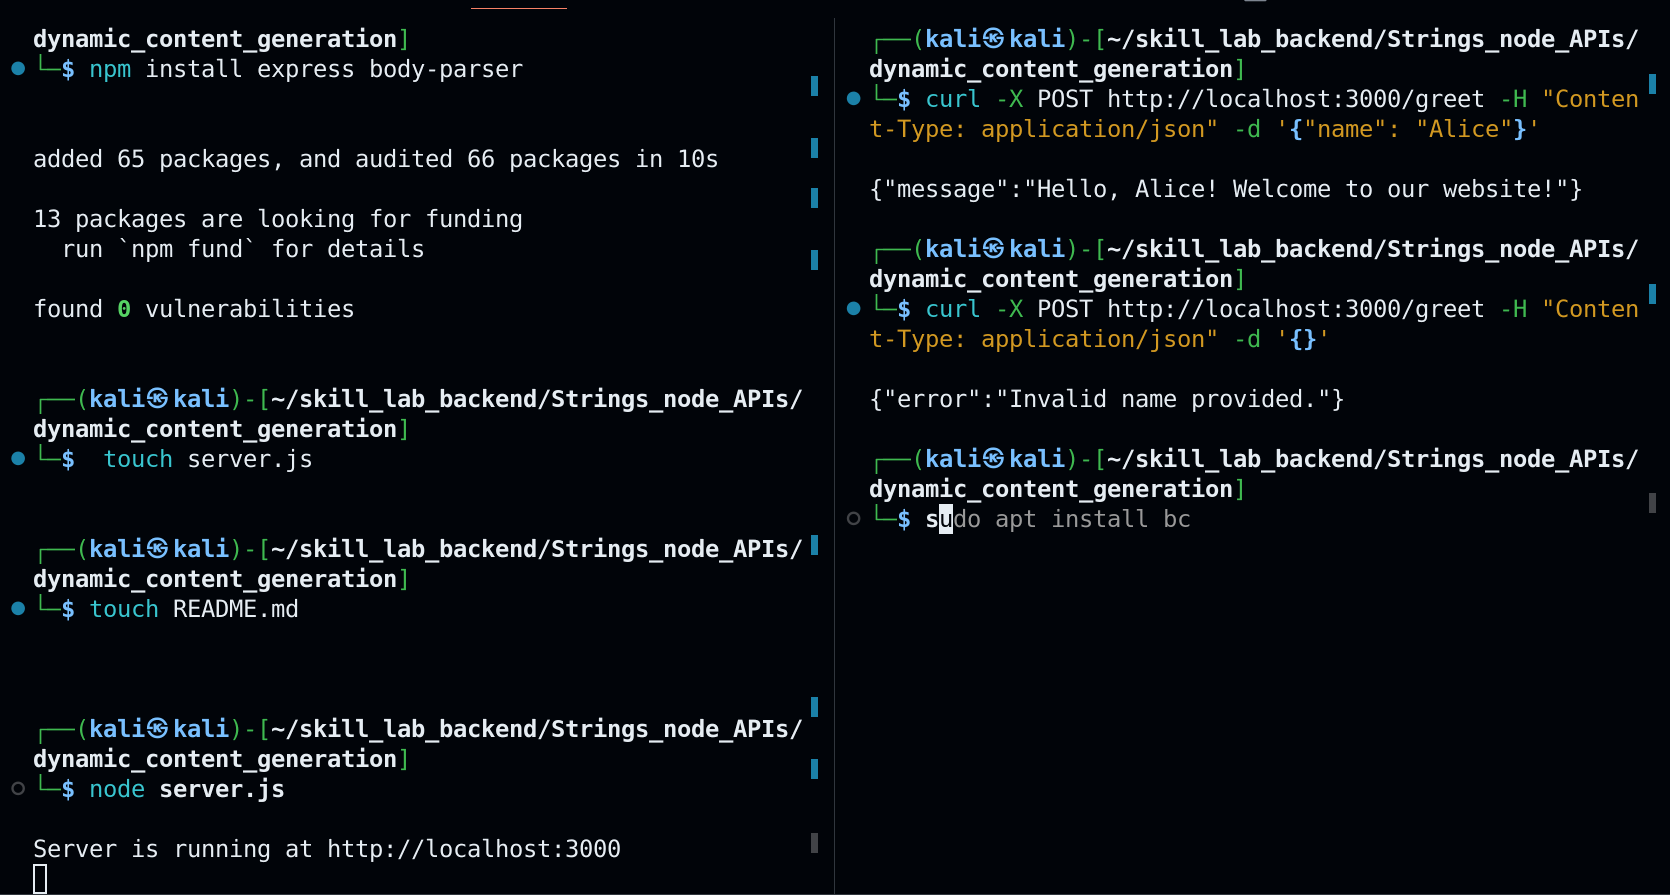 dynamic_content_generation]
└─$ npm install express body-parser
added 65 packages, and audited 66 packages in 10s
13 packages are looking for funding
  run `npm fund` for details
found 0 vulnerabilities
┌──(kali㉿kali)-[~/skill_lab_backend/Strings_node_APIs/
dynamic_content_generation]
└─$  touch server.js
┌──(kali㉿kali)-[~/skill_lab_backend/Strings_node_APIs/
dynamic_content_generation]
└─$ touch README.md
┌──(kali㉿kali)-[~/skill_lab_backend/Strings_node_APIs/
dynamic_content_generation]
└─$ node server.js
Server is running at http://localhost:3000
┌──(kali㉿kali)-[~/skill_lab_backend/Strings_node_APIs/
dynamic_content_generation]
└─$ curl -X POST http://localhost:3000/greet -H "Conten
t-Type: application/json" -d '{"name": "Alice"}'
{"message":"Hello, Alice! Welcome to our website!"}
┌──(kali㉿kali)-[~/skill_lab_backend/Strings_node_APIs/
dynamic_content_generation]
└─$ curl -X POST http://localhost:3000/greet -H "Conten
t-Type: application/json" -d '{}'
{"error":"Invalid name provided."}
┌──(kali㉿kali)-[~/skill_lab_backend/Strings_node_APIs/
dynamic_content_generation]
└─$ sudo apt install bc